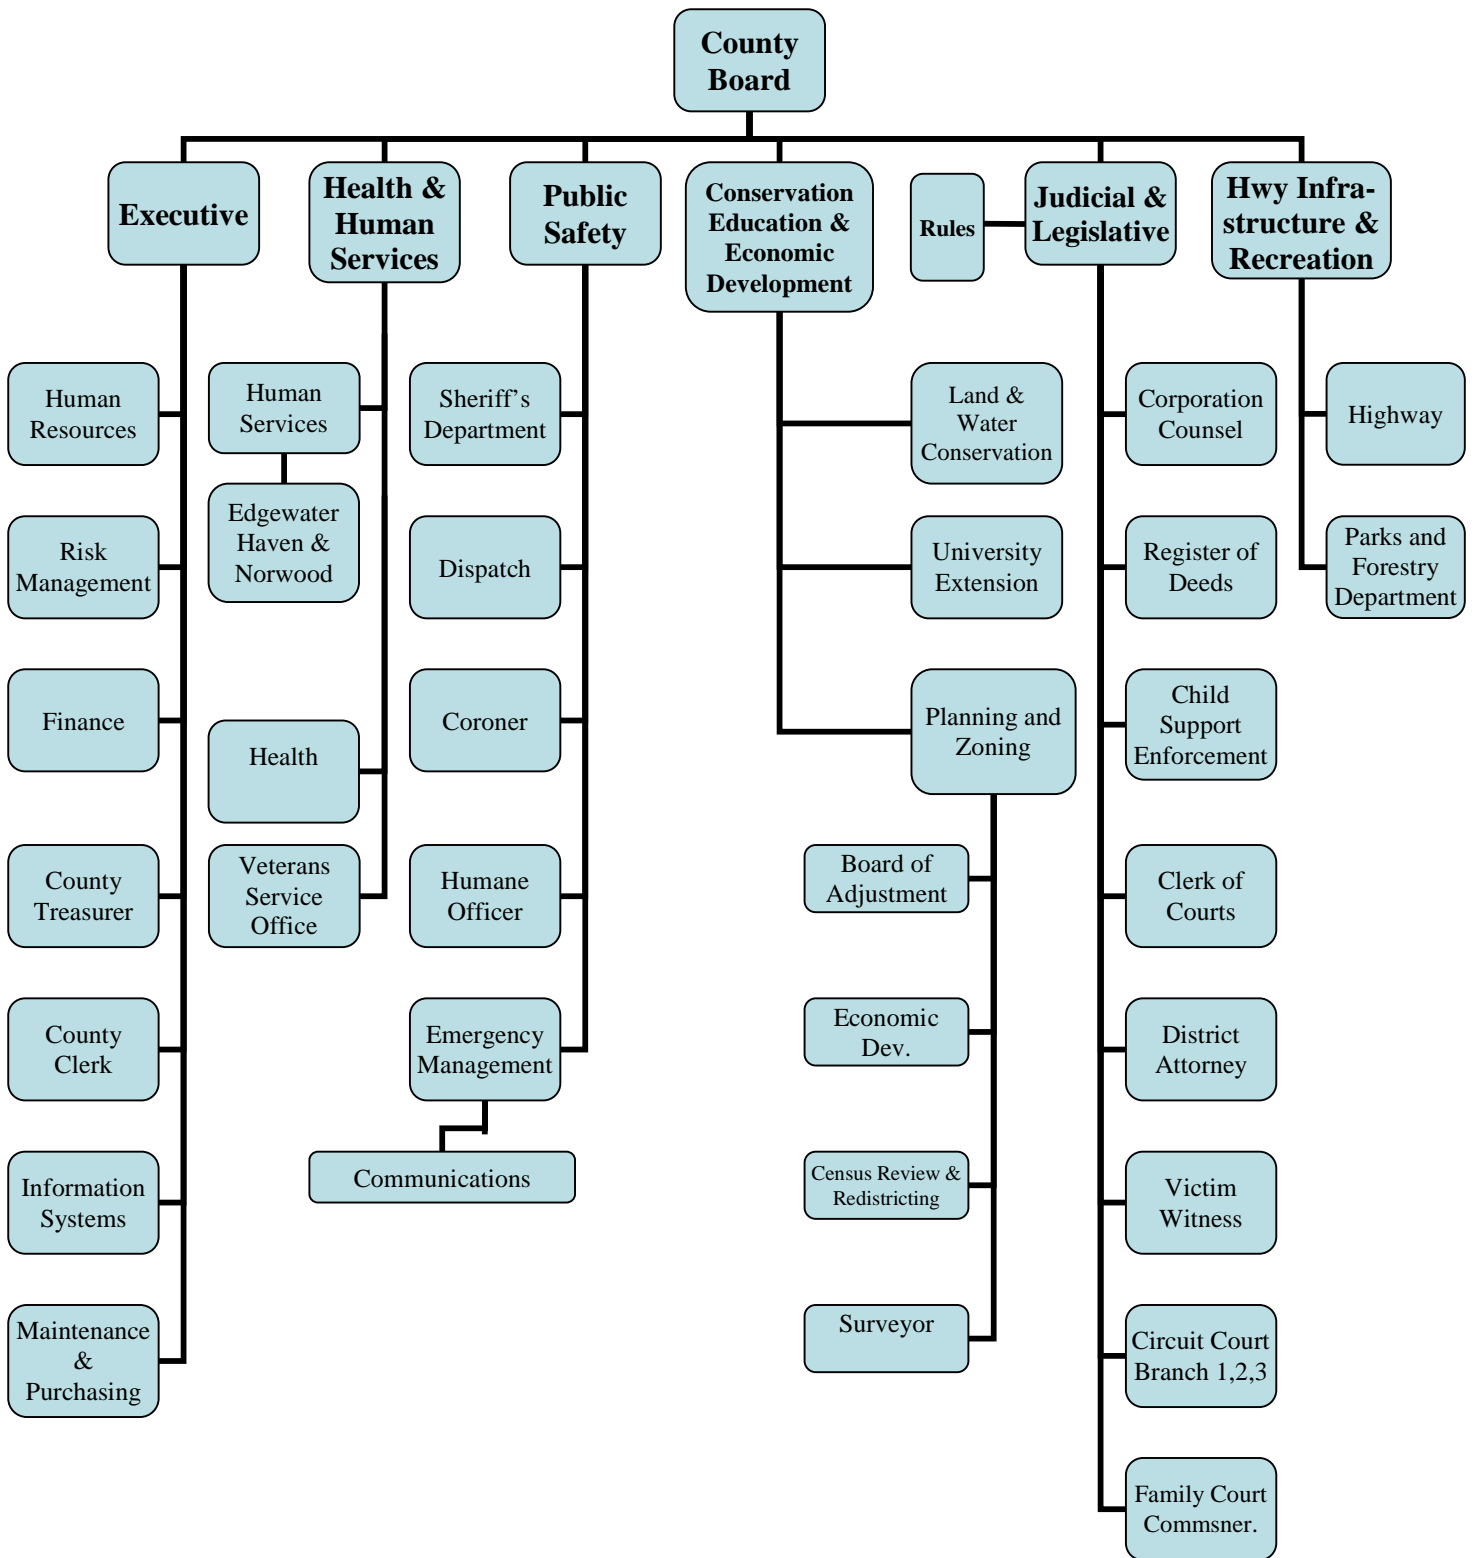 County
Board
Executive
Health &
Human
Services
Public
Safety
Conservation
Education &
Economic
Development
Rules
Judicial &
Legislative
Hwy Infra-
structure &
Recreation
Human
Resources
Risk
Management
Finance
County
Treasurer
County
Clerk
Information
Systems
Maintenance
&
Purchasing
Human
Services
Edgewater
Haven &
Norwood
Health
Veterans
Service
Office
Sheriff’s
Department
Dispatch
Coroner
Humane
Officer
Emergency
Management
Communications
Land &
Water
Conservation
University
Extension
Planning and
Zoning
Board of
Adjustment
Economic
Dev.
Census Review &
Redistricting
Surveyor
Corporation
Counsel
Register of
Deeds
Child
Support
Enforcement
Clerk of
Courts
District
Attorney
Victim
Witness
Circuit Court
Branch 1,2,3
Family Court
Commsner.
Highway
Parks and
Forestry
Department